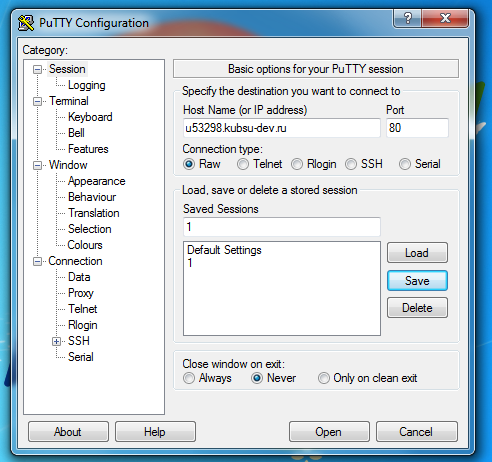 PuTTY Configuration
Category:
Session
Logging
Terminal
Keyboard
Bell
Features
Window
Appearance
Behaviour
Translation
Selection
Colours
Connection
Data
Proxy
Telnet
Rlogin
SSH
Serial
Basic options for your PuTTY session
Specify the destination you want to connect to
Host Name (or IP address) Port
u53298.kubsu-dev.ru 80
Connection type:
Raw Telnet Rlogin SSH Serial
Load, save or delete a stored session
Saved Sessions
1
Default Settings
1
Load
Save
Delete
Close window on exit:
Always Never Only on clean exit
About Help Open Cancel